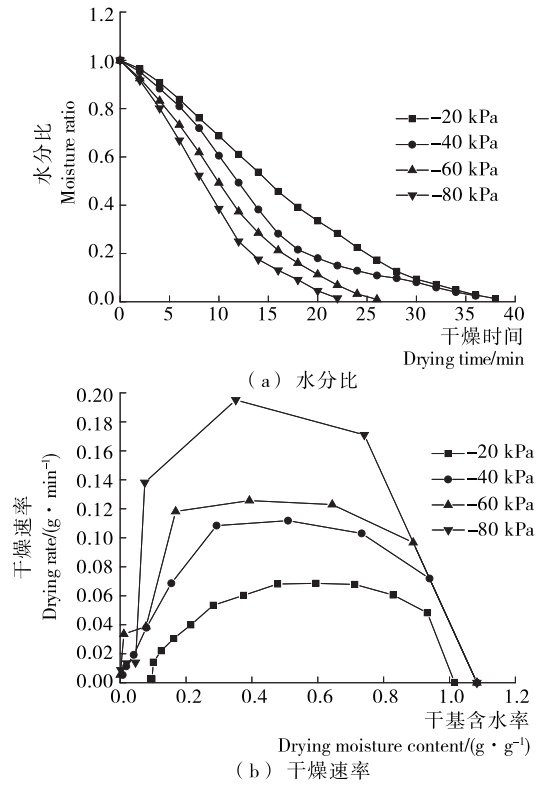 1.2
1.0
0.8
0.6
0.4
0.2
0.0
水分比
Moisture ratio
−20 kPa
−40 kPa
−60 kPa
−80 kPa
0 5 10 15 20 25 30 35 40
干燥时间
Drying time/min
(a) 水分比
0.20
0.18
0.16
0.14
0.12
0.10
0.08
0.06
0.04
0.02
0.00
干燥速率
Drying rate/(g·min⁻¹)
−20 kPa
−40 kPa
−60 kPa
−80 kPa
0.0 0.2 0.4 0.6 0.8 1.0 1.2
干基含水率
Drying moisture content/(g·g⁻¹)
(b) 干燥速率